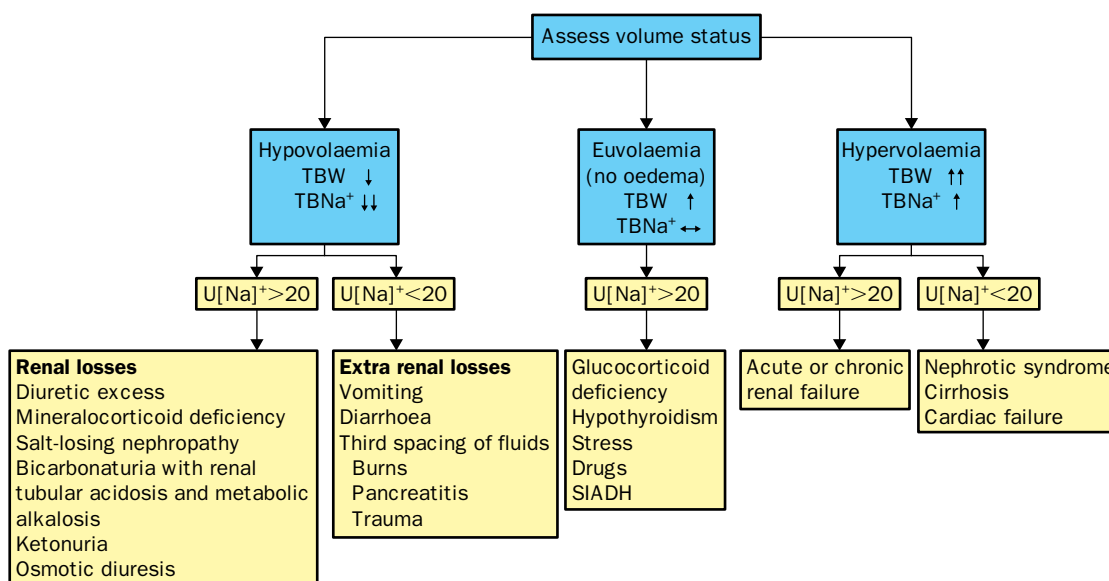 Assess volume status
Hypovolaemia
TBW ↓
TBNa⁺ ↓↓
Euvolaemia
(no oedema)
TBW ↑
TBNa⁺ ↔
Hypervolaemia
TBW ↑↑
TBNa⁺ ↑
U[Na]⁺>20
U[Na]⁺<20
U[Na]⁺>20
U[Na]⁺>20
U[Na]⁺<20
Renal losses
Diuretic excess
Mineralocorticoid deficiency
Salt-losing nephropathy
Bicarbonaturia with renal
tubular acidosis and metabolic
alkalosis
Ketonuria
Osmotic diuresis
Extra renal losses
Vomiting
Diarrhoea
Third spacing of fluids
Burns
Pancreatitis
Trauma
Glucocorticoid
deficiency
Hypothyroidism
Stress
Drugs
SIADH
Acute or chronic
renal failure
Nephrotic syndrome
Cirrhosis
Cardiac failure